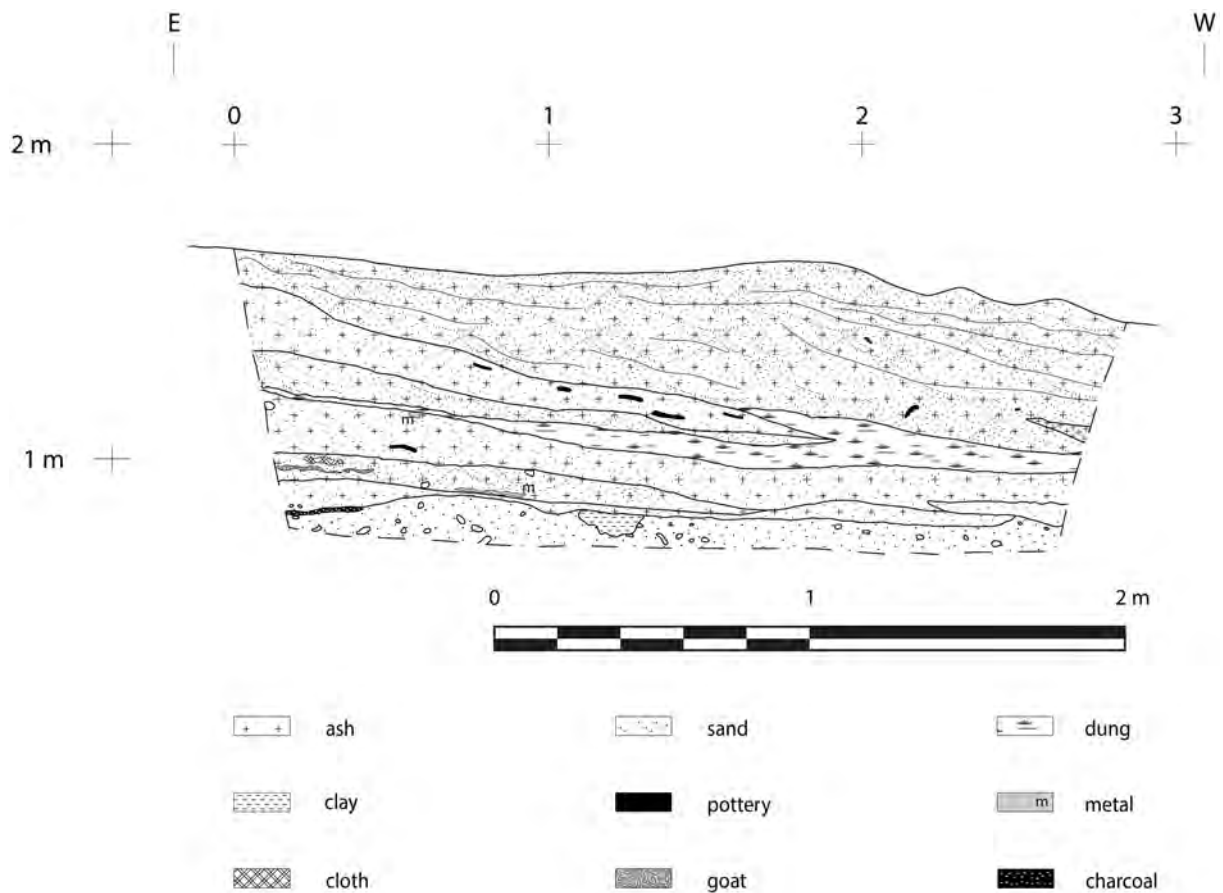 E W
0 1 2 3
2 m
m
1 m
m
0 1 2 m
ash sand dung
clay pottery m metal
cloth goat charcoal